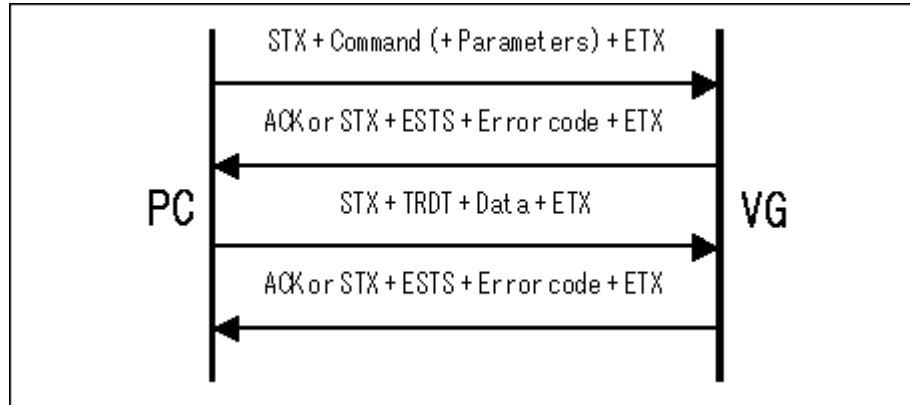 STX + Command (+ Parameters) + ETX
ACK or STX + ESTS + Error code + ETX
PC
STX + TRDT + Data + ETX
VG
ACK or STX + ESTS + Error code + ETX